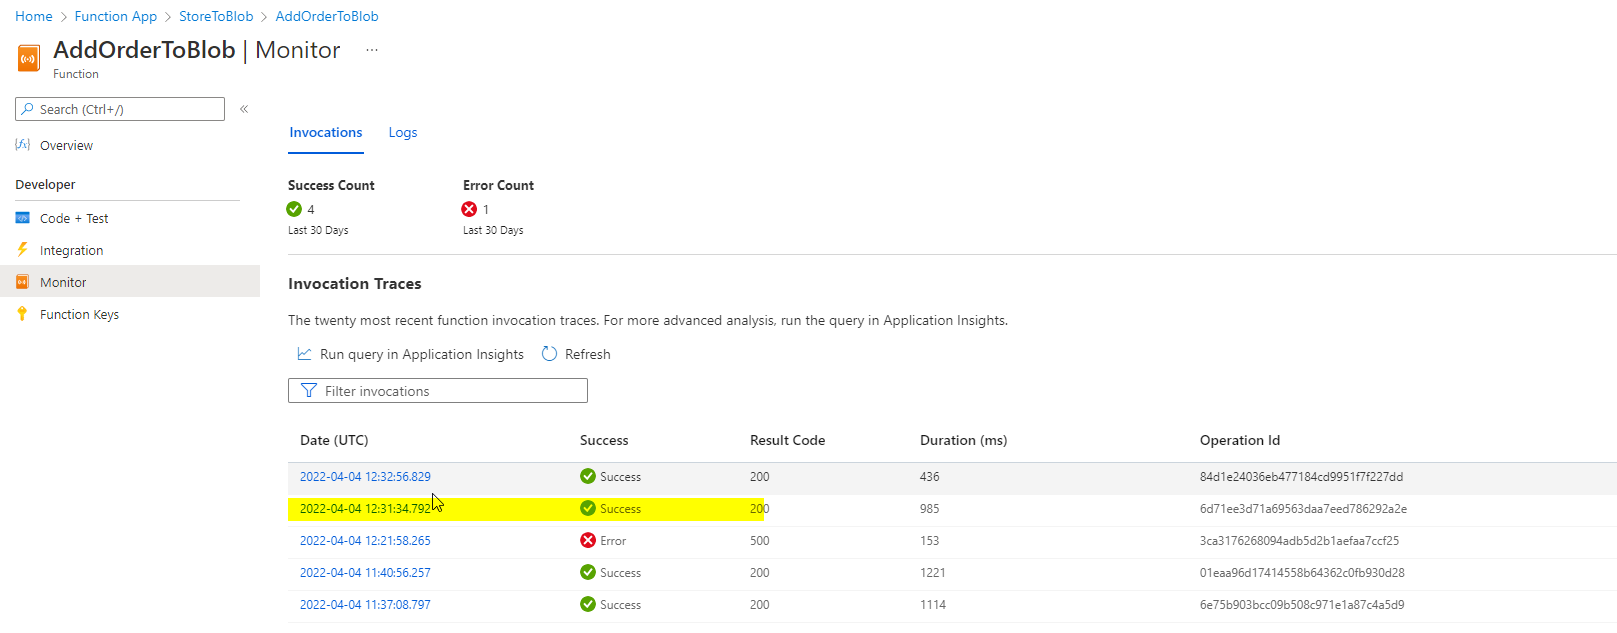 Home > Function App > StoreToBlob > AddOrderToBlob
AddOrderToBlob | Monitor ...
Function
Search (Ctrl+/) «
Overview
Developer
Code + Test
Integration
Monitor
Function Keys
Invocations Logs
Success Count Error Count
4 1
Last 30 Days Last 30 Days
Invocation Traces
The twenty most recent function invocation traces. For more advanced analysis, run the query in Application Insights.
Run query in Application Insights Refresh
Filter invocations
Date (UTC) Success Result Code Duration (ms) Operation Id
2022-04-04 12:32:56.829 Success 200 436 84d1e24036eb477184cd9951f7f227dd
2022-04-04 12:31:34.792 Success 200 985 6d71ee3d71a69563daa7eed786292a2e
2022-04-04 12:21:58.265 Error 500 153 3ca3176268094adb5d2b1aefaa7ccf25
2022-04-04 11:40:56.257 Success 200 1221 01eaa96d17414558b64362c0fb930d28
2022-04-04 11:37:08.797 Success 200 1114 6e75b903bcc09b508c971e1a87c4a5d9